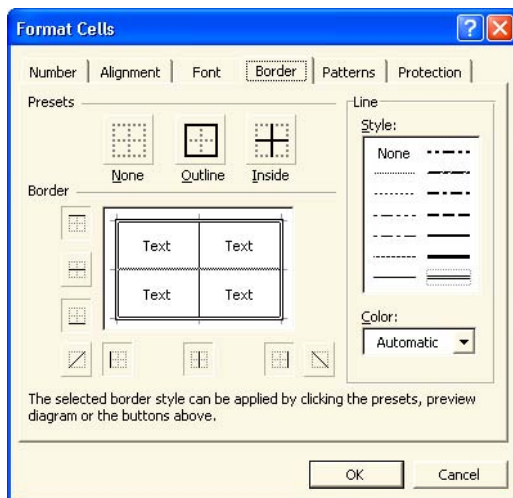 Format Cells
Number Alignment Font Border Patterns Protection
Presets
None Outline Inside
Border
Text Text
Text Text
Line
Style:
None
Color:
Automatic
The selected border style can be applied by clicking the presets, preview
diagram or the buttons above.
OK Cancel